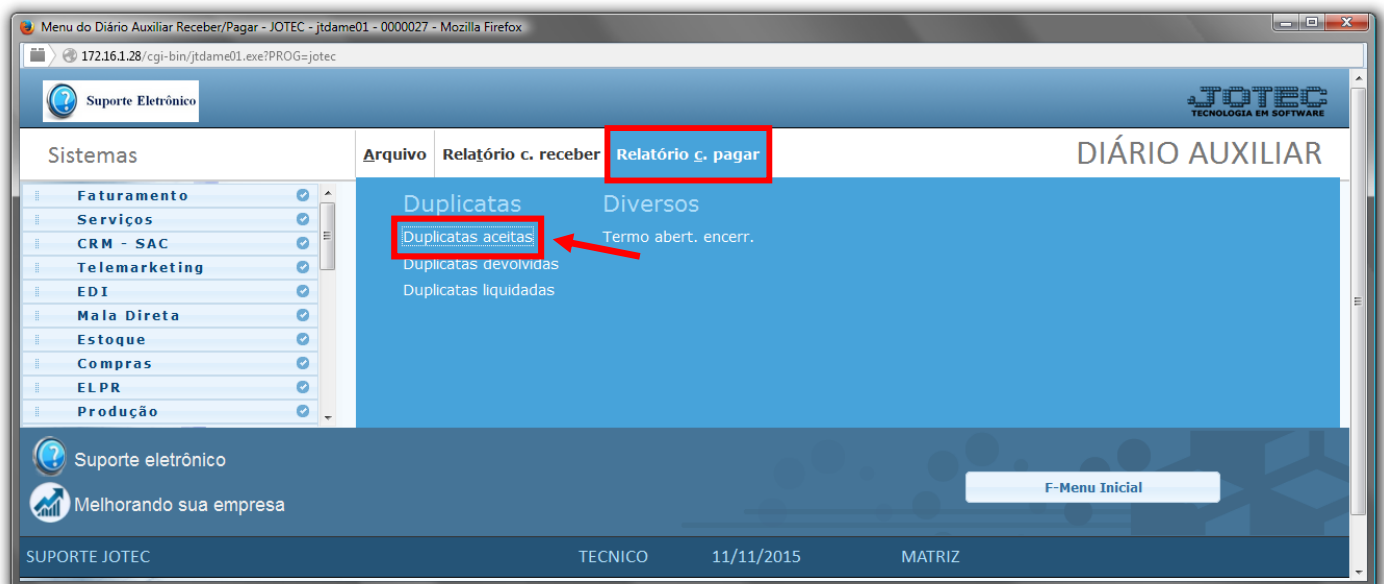 Menu do Diário Auxiliar Receber/Pagar - JOTEC - jtdame01 - 0000027 - Mozilla Firefox
172.16.1.28/cgi-bin/jtdame01.exe?PROG=jotec
Suporte Eletrônico
JOTEC
TECNOLOGIA EM SOFTWARE
Sistemas
Arquivo Relatório c. receber Relatório c. pagar
DIÁRIO AUXILIAR
Faturamento
Serviços
CRM - SAC
Telemarketing
EDI
Mala Direta
Estoque
Compras
ELPR
Produção
Duplicatas
Duplicatas aceitas
Duplicatas devolvidas
Duplicatas liquidadas
Diversos
Termo abert. encerr.
Suporte eletrônico
Melhorando sua empresa
F-Menu Inicial
SUPORTE JOTEC TECNICO 11/11/2015 MATRIZ